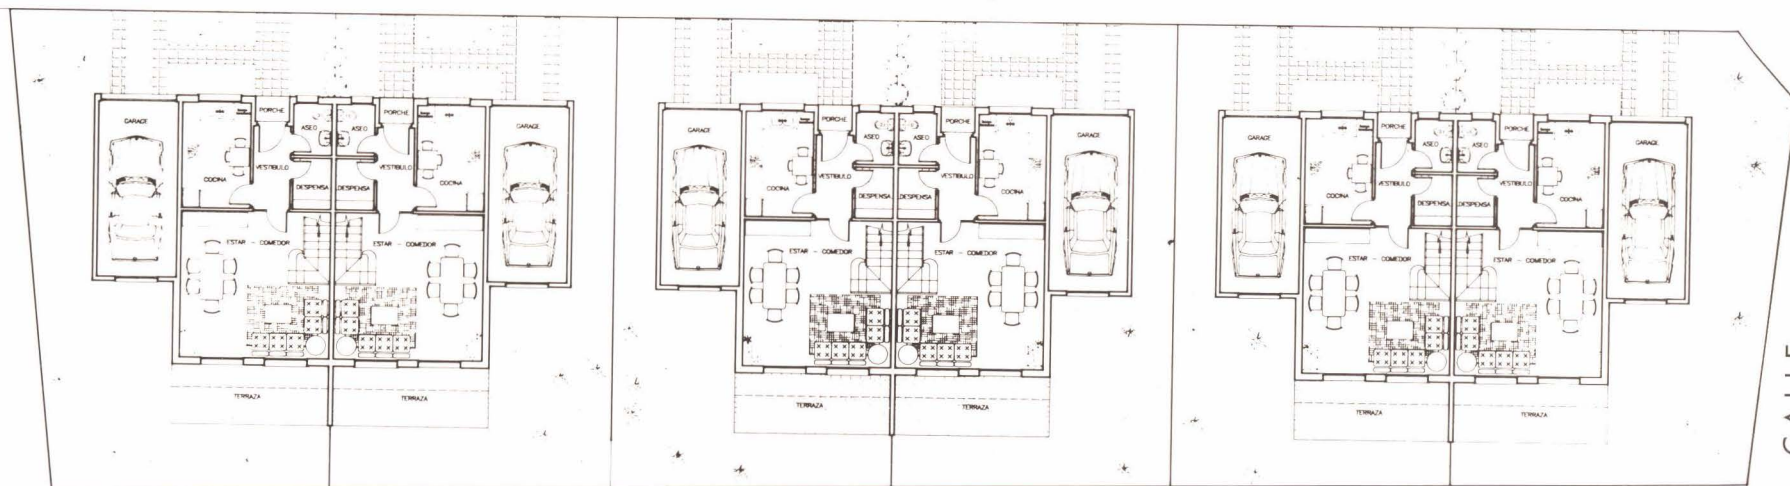 PORCHE
PORCHE
GARAGE
ASEO
ASEO
GARAGE
VESTIBULO
VESTIBULO
COCINA
DESPENSA
DESPENSA
COCINA
ESTAR - COMEDOR
ESTAR - COMEDOR
TERRAZA
TERRAZA
PORCHE
PORCHE
GARAGE
ASEO
ASEO
GARAGE
VESTIBULO
VESTIBULO
COCINA
DESPENSA
DESPENSA
COCINA
ESTAR - COMEDOR
ESTAR - COMEDOR
TERRAZA
TERRAZA
PORCHE
PORCHE
GARAGE
ASEO
ASEO
GARAGE
VESTIBULO
VESTIBULO
COCINA
DESPENSA
DESPENSA
COCINA
ESTAR - COMEDOR
ESTAR - COMEDOR
TERRAZA
TERRAZA
CALLE